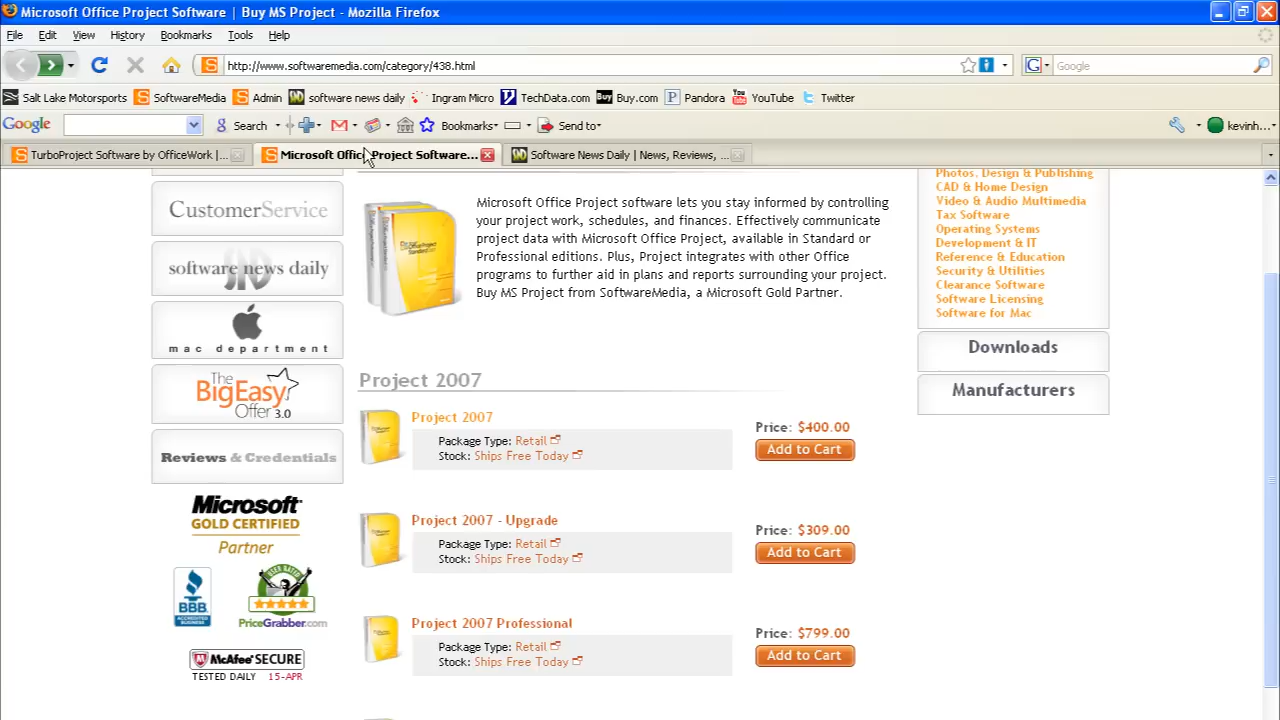 Microsoft Office Project Software | Buy MS Project - Mozilla Firefox
File Edit View History Bookmarks Tools Help
http://www.softwaremedia.com/category/438.html
Google
Salt Lake Motorsports SoftwareMedia Admin software news daily Ingram Micro TechData.com Buy.com Pandora YouTube Twitter
Google Search Bookmarks Send to kevinh...
TurboProject Software by OfficeWork |... Microsoft Office Project Software... Software News Daily | News, Reviews, ...
CustomerService
software news daily
mac department
The BigEasy Offer 3.0
Reviews & Credentials
Microsoft
GOLD CERTIFIED
Partner
BBB
ACCREDITED BUSINESS
USER RATED
PriceGrabber.com
McAfee SECURE
TESTED DAILY 15-APR
Microsoft Office Project software lets you stay informed by controlling
your project work, schedules, and finances. Effectively communicate
project data with Microsoft Office Project, available in Standard or
Professional editions. Plus, Project integrates with other Office
programs to further aid in plans and reports surrounding your project.
Buy MS Project from SoftwareMedia, a Microsoft Gold Partner.
Project 2007
Project 2007
Package Type: Retail
Stock: Ships Free Today
Price: $400.00
Add to Cart
Project 2007 - Upgrade
Package Type: Retail
Stock: Ships Free Today
Price: $309.00
Add to Cart
Project 2007 Professional
Package Type: Retail
Stock: Ships Free Today
Price: $799.00
Add to Cart
Photos, Design & Publishing
CAD & Home Design
Video & Audio Multimedia
Tax Software
Operating Systems
Development & IT
Reference & Education
Security & Utilities
Clearance Software
Software Licensing
Software for Mac
Downloads
Manufacturers